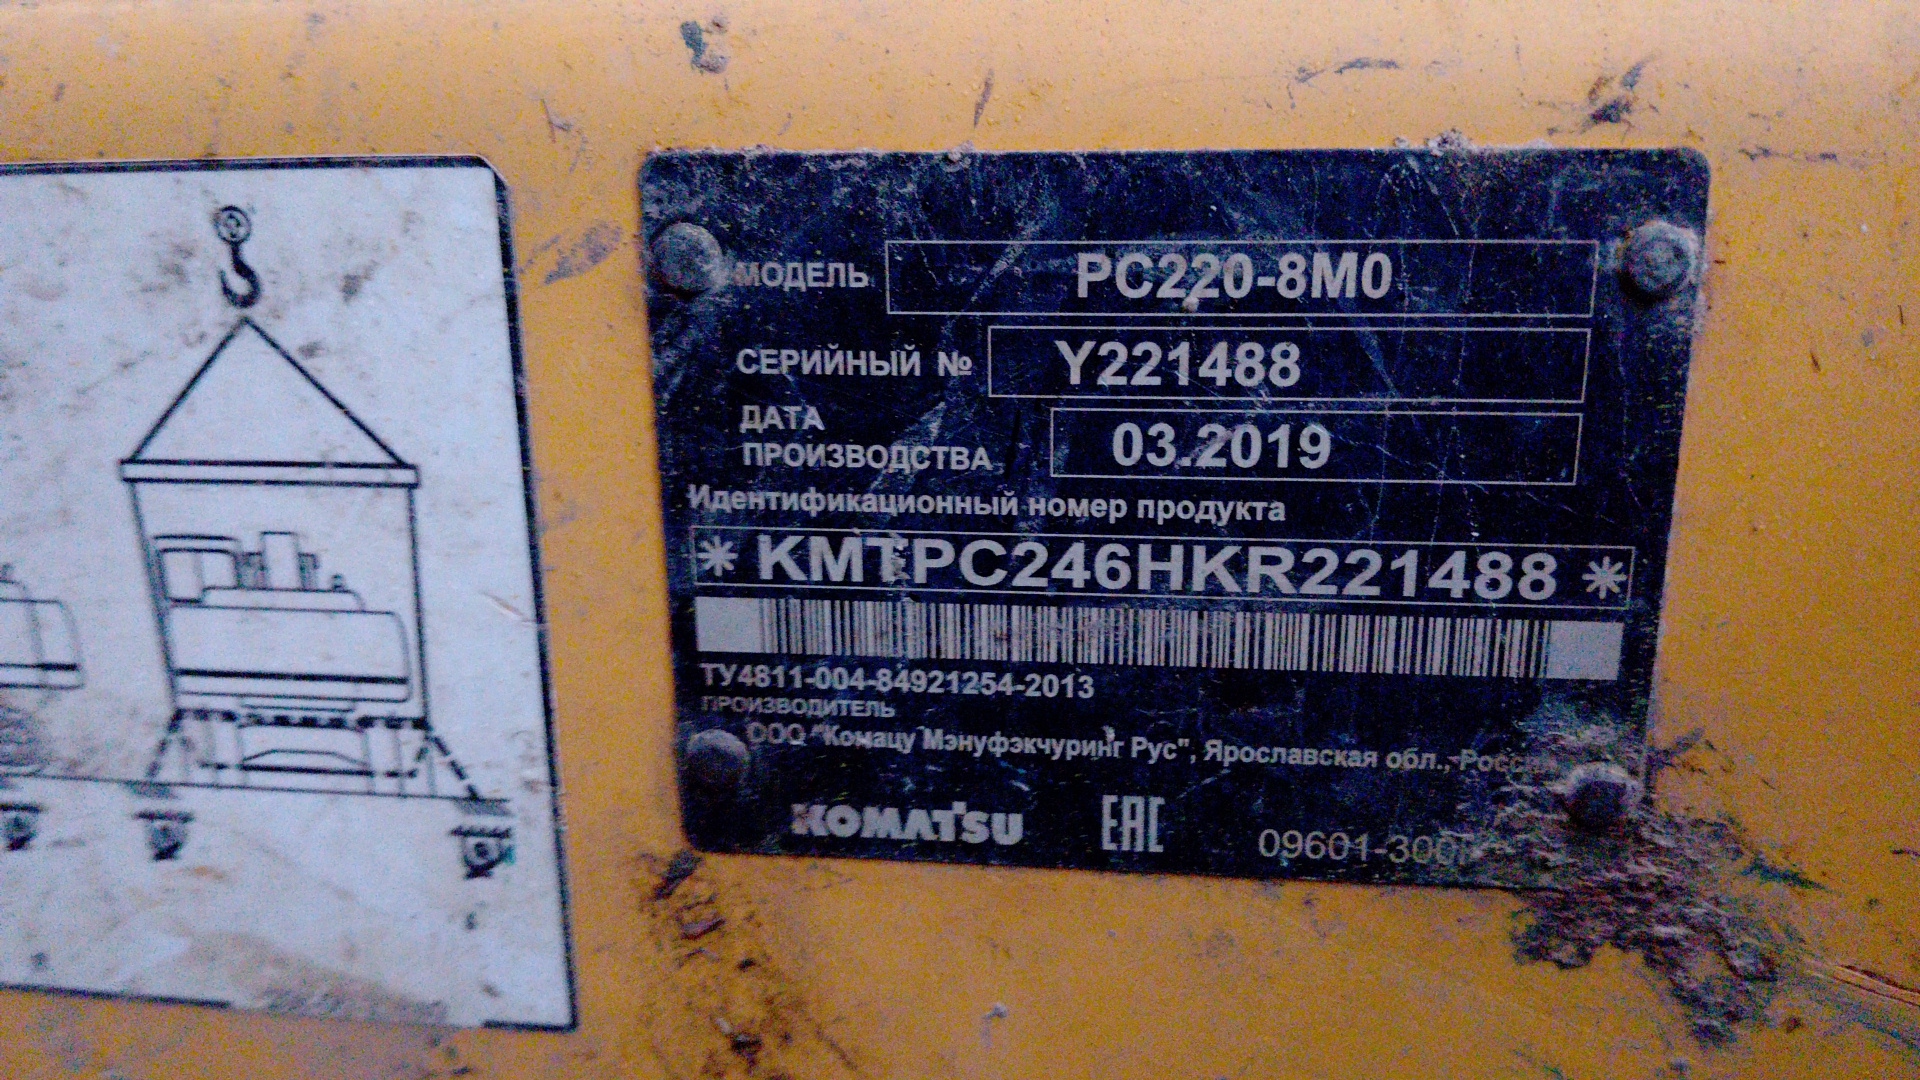 МОДЕЛЬ PC220-8M0
СЕРИЙНЫЙ № Y221488
ДАТА
ПРОИЗВОДСТВА 03.2019
Идентификационный номер продукта
* KMTPC246HKR221488 *
ТУ4811-004-84921254-2013
ПРОИЗВОДИТЕЛЬ
ООО "Комацу Мэнуфэкчуринг Рус", Ярославская обл.,
KOMATSU EAC